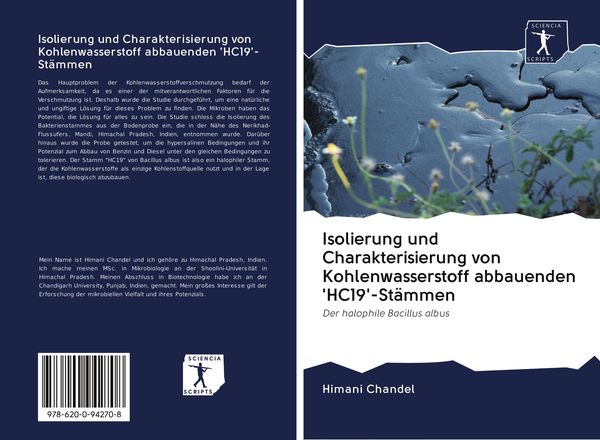 Isolierung und Charakterisierung von
Kohlenwasserstoff abbauenden 'HC19'-
Stämmen
Das Hauptproblem der Kohlenwasserstoffverschmutzung bedarf der
Aufmerksamkeit, da es einer der mitverantwortlichen Faktoren für die
Verschmutzung ist. Deshalb wurde die Studie durchgeführt, um eine natürliche
und ungiftige Lösung für dieses Problem zu finden. Die Mikroben haben das
Potential, die Lösung für alles zu sein. Die Studie schloss die Isolierung des
Bakterienstammes aus der Bodenprobe ein, die in der Nähe des Nerikhad-
Flussufers, Mandi, Himachal Pradesh, Indien, entnommen wurde. Darüber
hinaus wurde die Probe getestet, um die hypersalinen Bedingungen und ihr
Potenzial zum Abbau von Benzin und Diesel unter den gleichen Bedingungen zu
tolerieren. Der Stamm "HC19" von Bacillus albus ist also ein halophiler Stamm,
der die Kohlenwasserstoffe als einzige Kohlenstoffquelle nutzt und in der Lage
ist, diese biologisch abzubauen.
Mein Name ist Himani Chandel und ich gehöre zu Himachal Pradesh, Indien.
Ich mache meinen MSc. in Mikrobiologie an der Shoolini-Universität in
Himachal Pradesh. Meinen Abschluss in Biotechnologie habe ich an der
Chandigarh University, Punjab, Indien, gemacht. Mein großes Interesse gilt der
Erforschung der mikrobiellen Vielfalt und ihres Potenzials.
978-620-0-94270-8
SCIENCIA
SCRIPTS
SCIENCIA
SCRIPTS
Isolierung und
Charakterisierung von
Kohlenwasserstoff abbauenden
'HC19'-Stämmen
Der halophile Bacillus albus
Himani Chandel